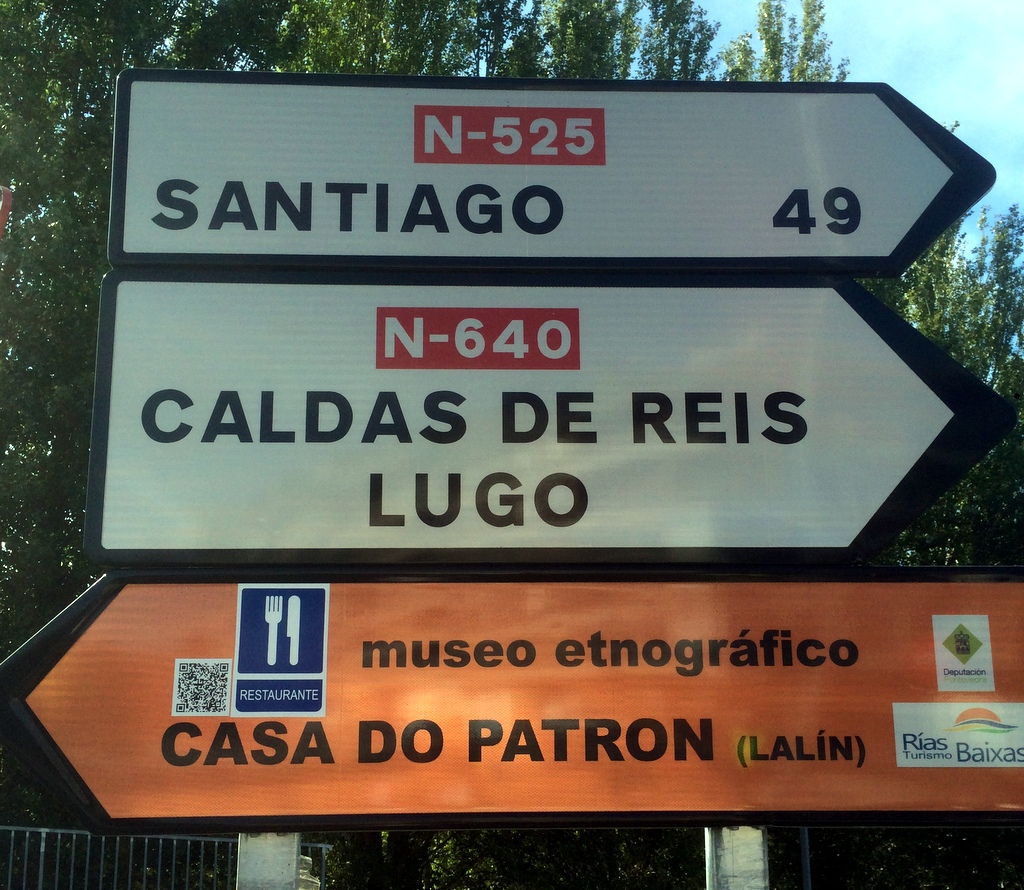 N-525
SANTIAGO 49
N-640
CALDAS DE REIS
LUGO
museo etnográfico
RESTAURANTE
CASA DO PATRON (LALÍN)
Deputación
Pontevedra
Rías Baixas
Turismo